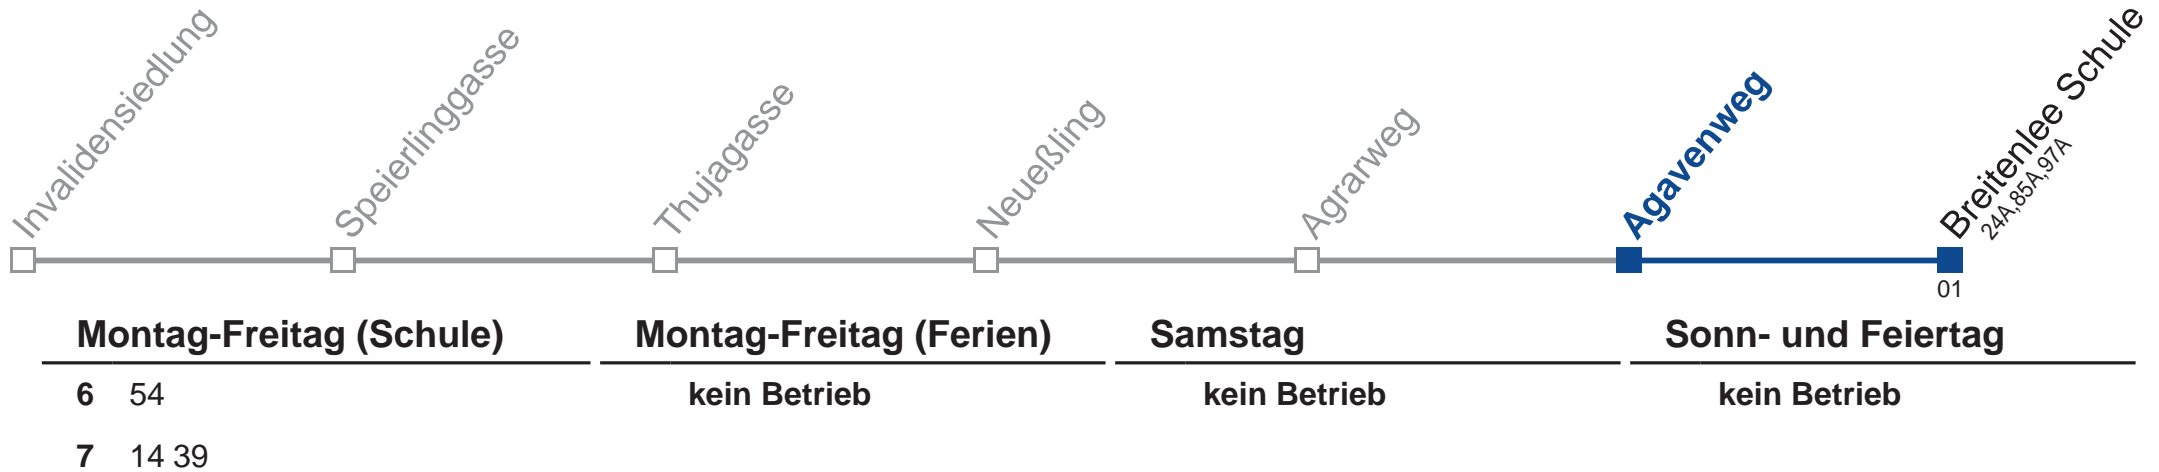 Invalidensiedlung
Speierlinggasse
Thujagasse
Neueßling
Agrarweg
Agavenweg
Breitenlee Schule
24A,85A,97A
01
Montag-Freitag (Schule) Montag-Freitag (Ferien) Samstag Sonn- und Feiertag
6 54 kein Betrieb kein Betrieb kein Betrieb
7 14 39